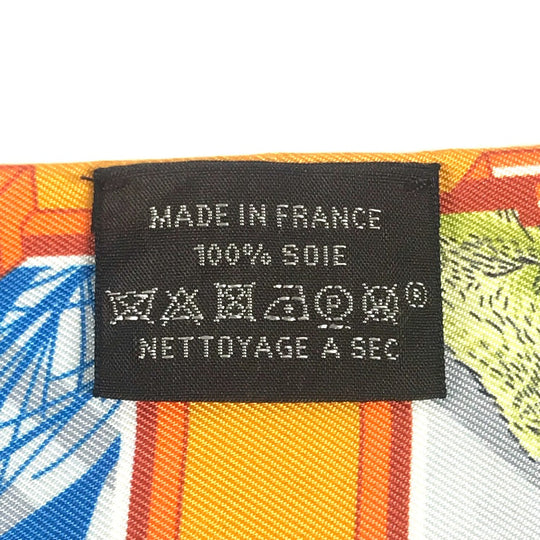 MADE IN FRANCE
100% SOIE
P W ®
NETTOYAGE A SEC